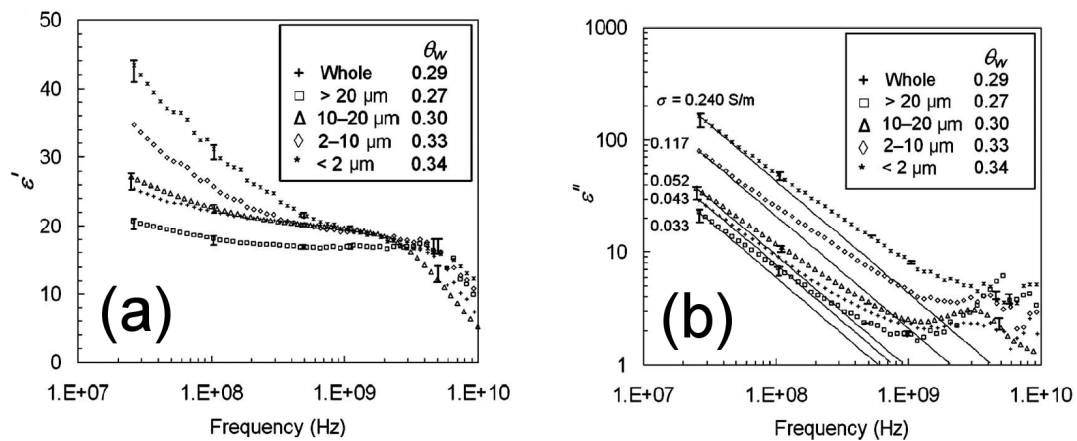 50
40
30
20
10
0
ε'
θw
+ Whole 0.29
□ > 20 µm 0.27
△ 10–20 µm 0.30
◇ 2–10 µm 0.33
* < 2 µm 0.34
(a)
1.E+07 1.E+08 1.E+09 1.E+10
Frequency (Hz)
1000
100
10
1
ε"
θw
+ Whole 0.29
□ > 20 µm 0.27
△ 10–20 µm 0.30
◇ 2–10 µm 0.33
* < 2 µm 0.34
σ = 0.240 S/m
0.117
0.052
0.043
0.033
(b)
1.E+07 1.E+08 1.E+09 1.E+10
Frequency (Hz)